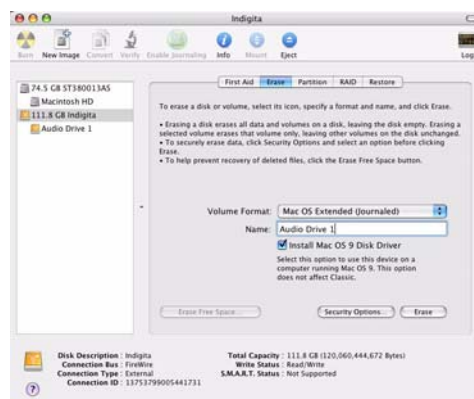 Indigita
Burn New Image Convert Verify Enable Journaling Info Mount Eject Log
74.5 GB ST380013AS
Macintosh HD
111.8 GB Indigita
Audio Drive 1
First Aid Erase Partition RAID Restore
To erase a disk or volume, select its icon, specify a format and name, and click Erase.
• Erasing a disk erases all data and volumes on a disk, leaving the disk empty. Erasing a
selected volume erases that volume only, leaving other volumes on the disk unchanged.
• To securely erase data, click Security Options and select an option before clicking
Erase.
• To help prevent recovery of deleted files, click the Erase Free Space button.
Volume Format: Mac OS Extended (Journaled)
Name: Audio Drive 1
Install Mac OS 9 Disk Driver
Select this option to use this device on a
computer running Mac OS 9. This option
does not affect Classic.
Erase Free Space... Security Options... Erase
Disk Description : Indigita Total Capacity : 111.8 GB (120,060,444,672 Bytes)
Connection Bus : FireWire Write Status : Read/Write
Connection Type : External S.M.A.R.T. Status : Not Supported
Connection ID : 13753799005441731